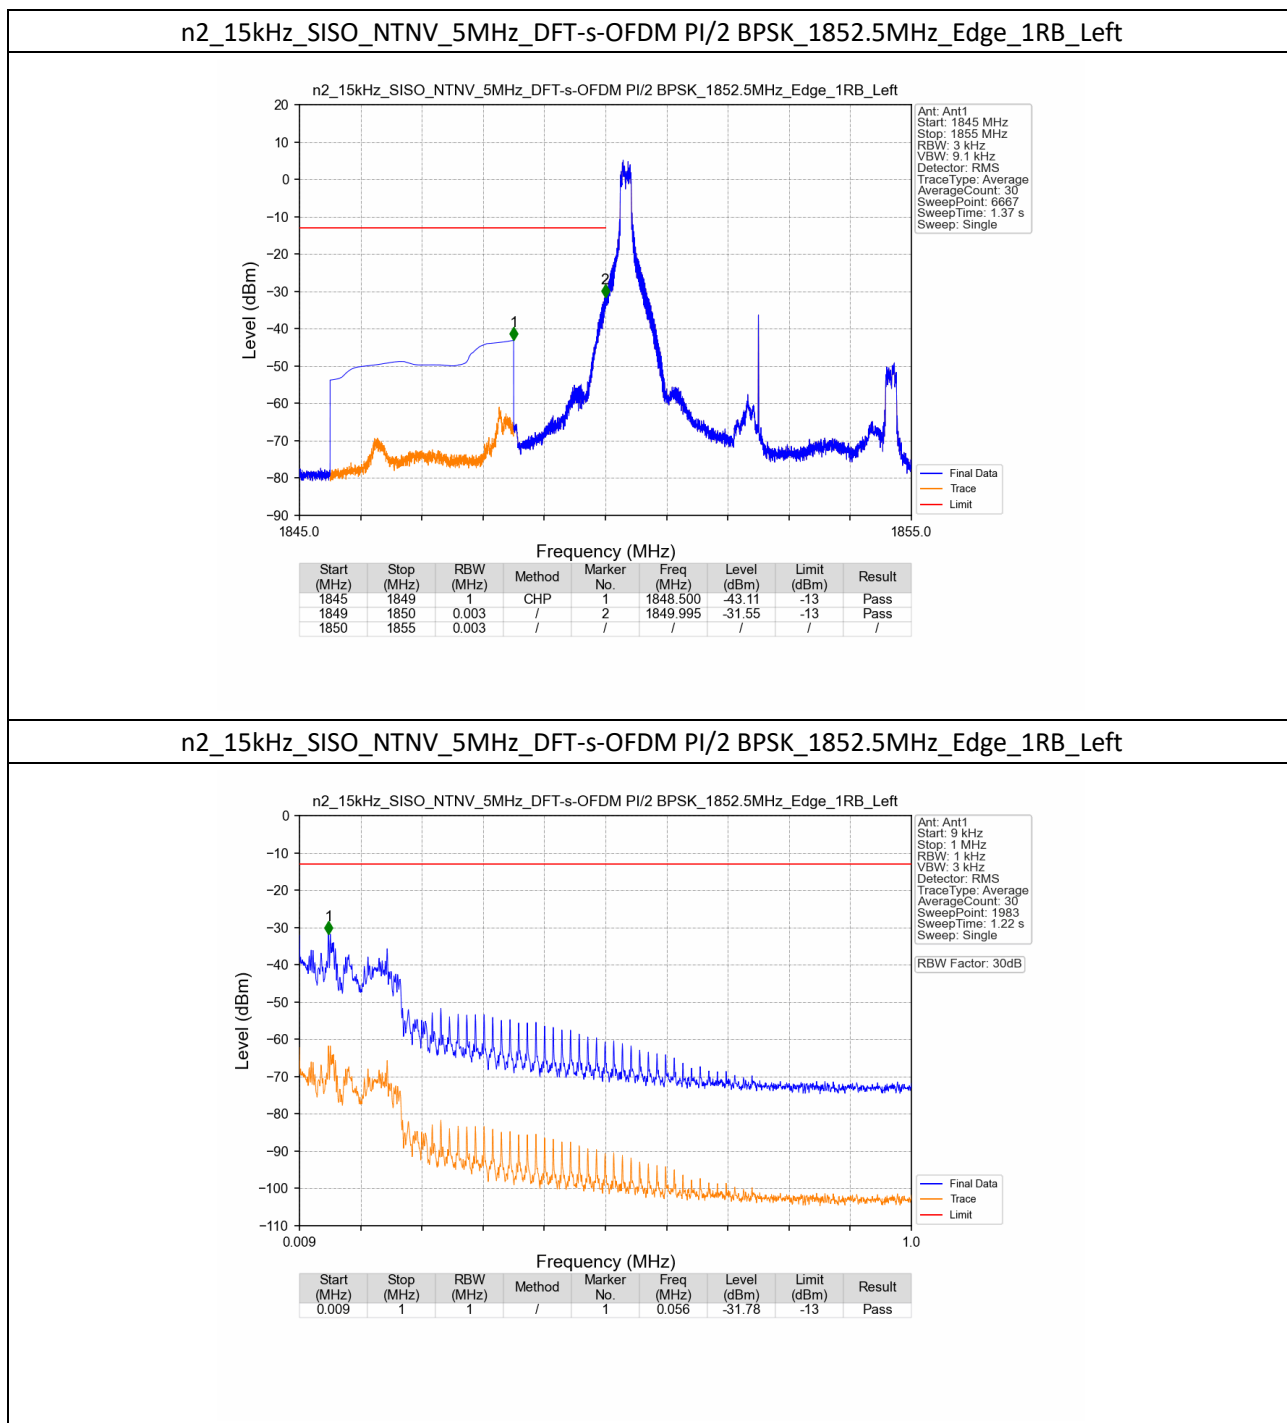 n2_15kHz_SISO_NTNV_5MHz_DFT-s-OFDM PI/2 BPSK_1852.5MHz_Edge_1RB_Left
n2_15kHz_SISO_NTNV_5MHz_DFT-s-OFDM PI/2 BPSK_1852.5MHz_Edge_1RB_Left
Ant: Ant1
Start: 1845 MHz
Stop: 1855 MHz
RBW: 3 kHz
VBW: 9.1 kHz
Detector: RMS
TraceType: Average
AverageCount: 30
SweepPoint: 6667
SweepTime: 1.37 s
Sweep: Single
20
10
0
−10
−20
−30
−40
−50
−60
−70
−80
−90
Level (dBm)
1
2
Final Data
Trace
Limit
1845.0 1855.0
Frequency (MHz)
Start (MHz) Stop (MHz) RBW (MHz) Method Marker No. Freq (MHz) Level (dBm) Limit (dBm) Result
1845 1849 1 CHP 1 1848.500 -43.11 -13 Pass
1849 1850 0.003 / 2 1849.995 -31.55 -13 Pass
1850 1855 0.003 / / / / / /
n2_15kHz_SISO_NTNV_5MHz_DFT-s-OFDM PI/2 BPSK_1852.5MHz_Edge_1RB_Left
n2_15kHz_SISO_NTNV_5MHz_DFT-s-OFDM PI/2 BPSK_1852.5MHz_Edge_1RB_Left
Ant: Ant1
Start: 9 kHz
Stop: 1 MHz
RBW: 1 kHz
VBW: 3 kHz
Detector: RMS
TraceType: Average
AverageCount: 30
SweepPoint: 1983
SweepTime: 1.22 s
Sweep: Single
RBW Factor: 30dB
0
−10
−20
−30
−40
−50
−60
−70
−80
−90
−100
−110
Level (dBm)
1
Final Data
Trace
Limit
0.009 1.0
Frequency (MHz)
Start (MHz) Stop (MHz) RBW (MHz) Method Marker No. Freq (MHz) Level (dBm) Limit (dBm) Result
0.009 1 1 / 1 0.056 -31.78 -13 Pass